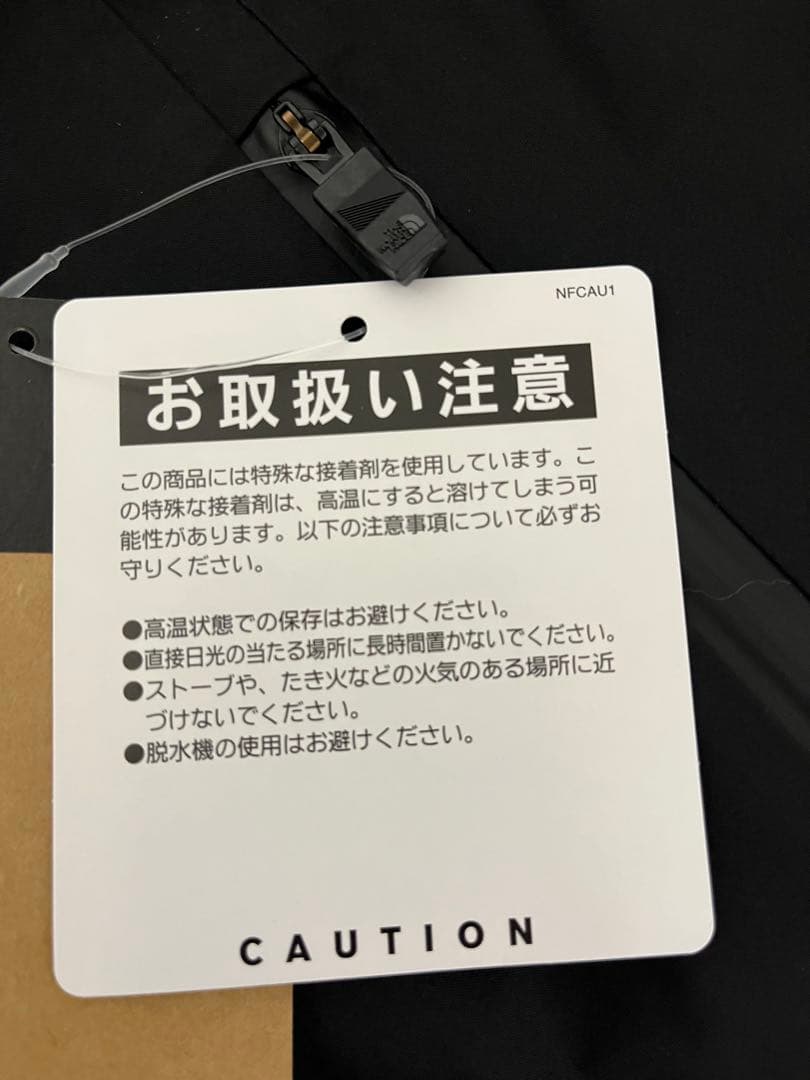 NFCAU1
お取扱い注意
この商品には特殊な接着剤を使用しています。こ
の特殊な接着剤は、高温にすると溶けてしまう可
能性があります。以下の注意事項について必ずお
守りください。
●高温状態での保存はお避けください。
●直接日光の当たる場所に長時間置かないでください。
●ストーブや、たき火などの火気のある場所に近
づけないでください。
●脱水機の使用はお避けください。
CAUTION